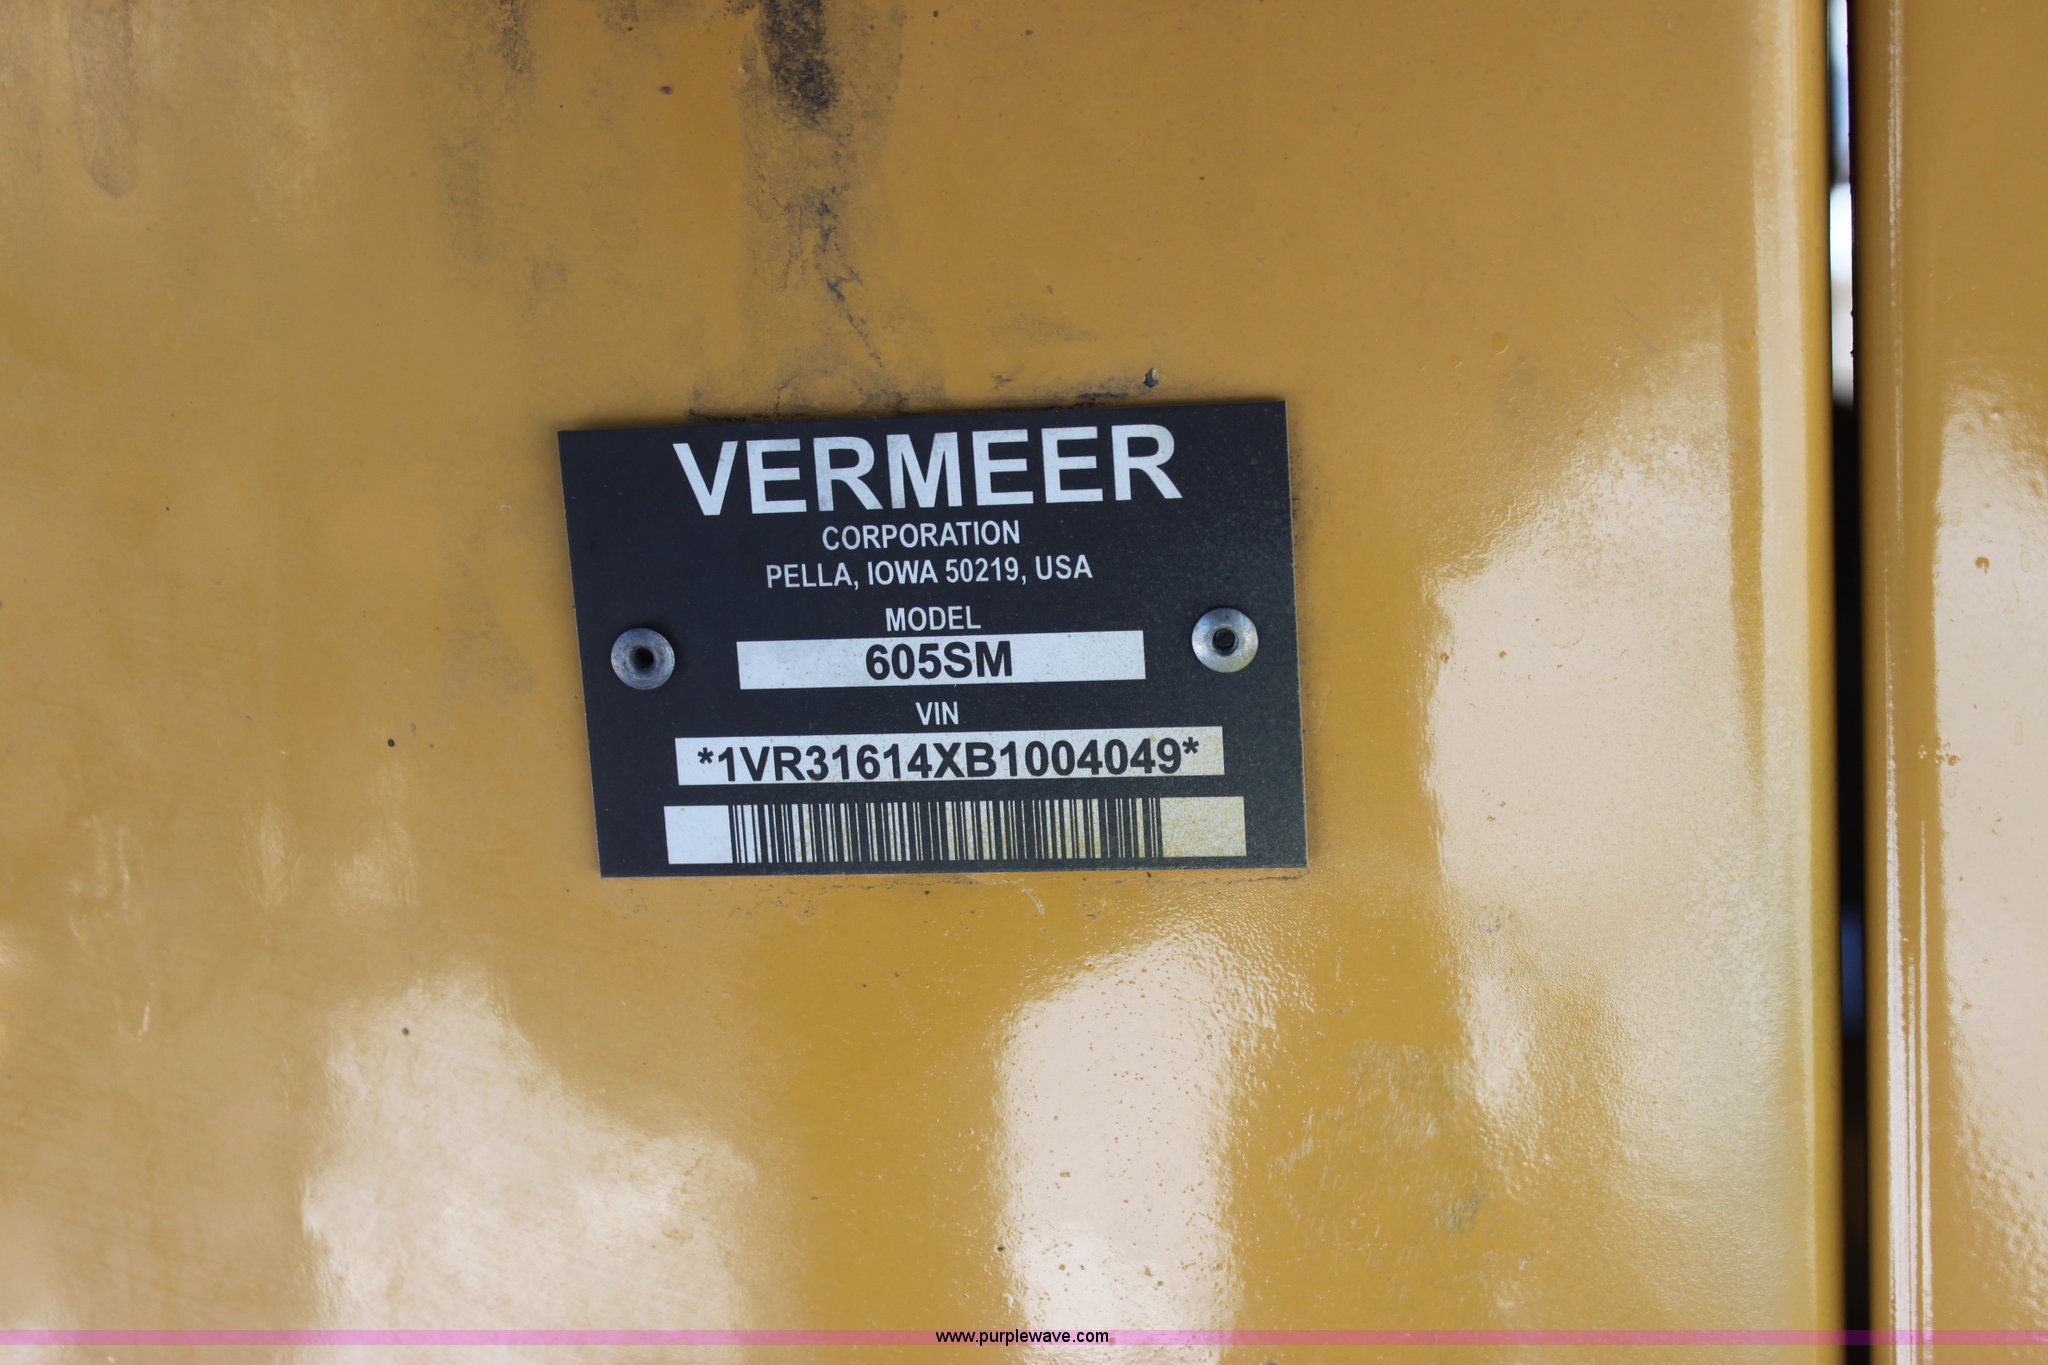 VERMEER
CORPORATION
PELLA, IOWA 50219, USA
MODEL
605SM
VIN
*1VR31614XB1004049*
www.purplewave.com